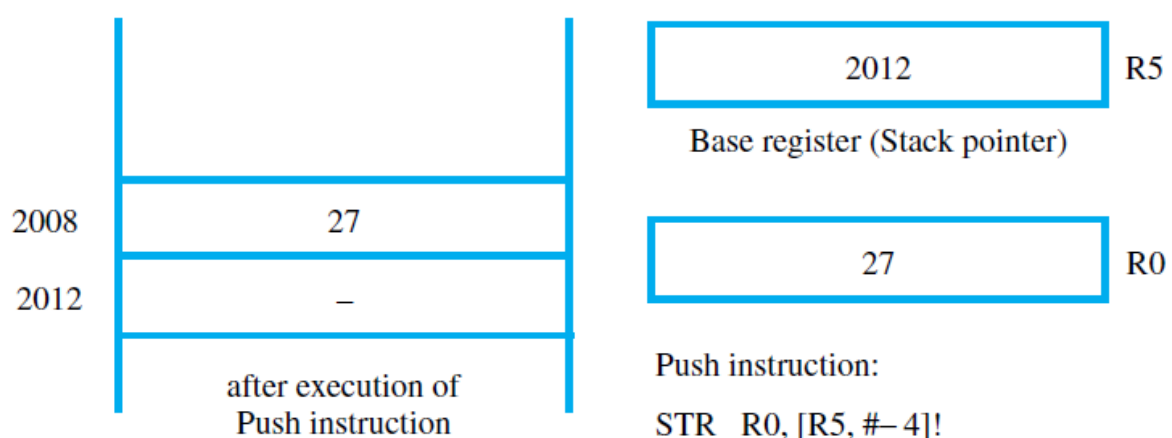 2012 R5
Base register (Stack pointer)
2008 27
27 R0
2012 –
Push instruction:
after execution of
Push instruction
STR R0, [R5, #– 4]!